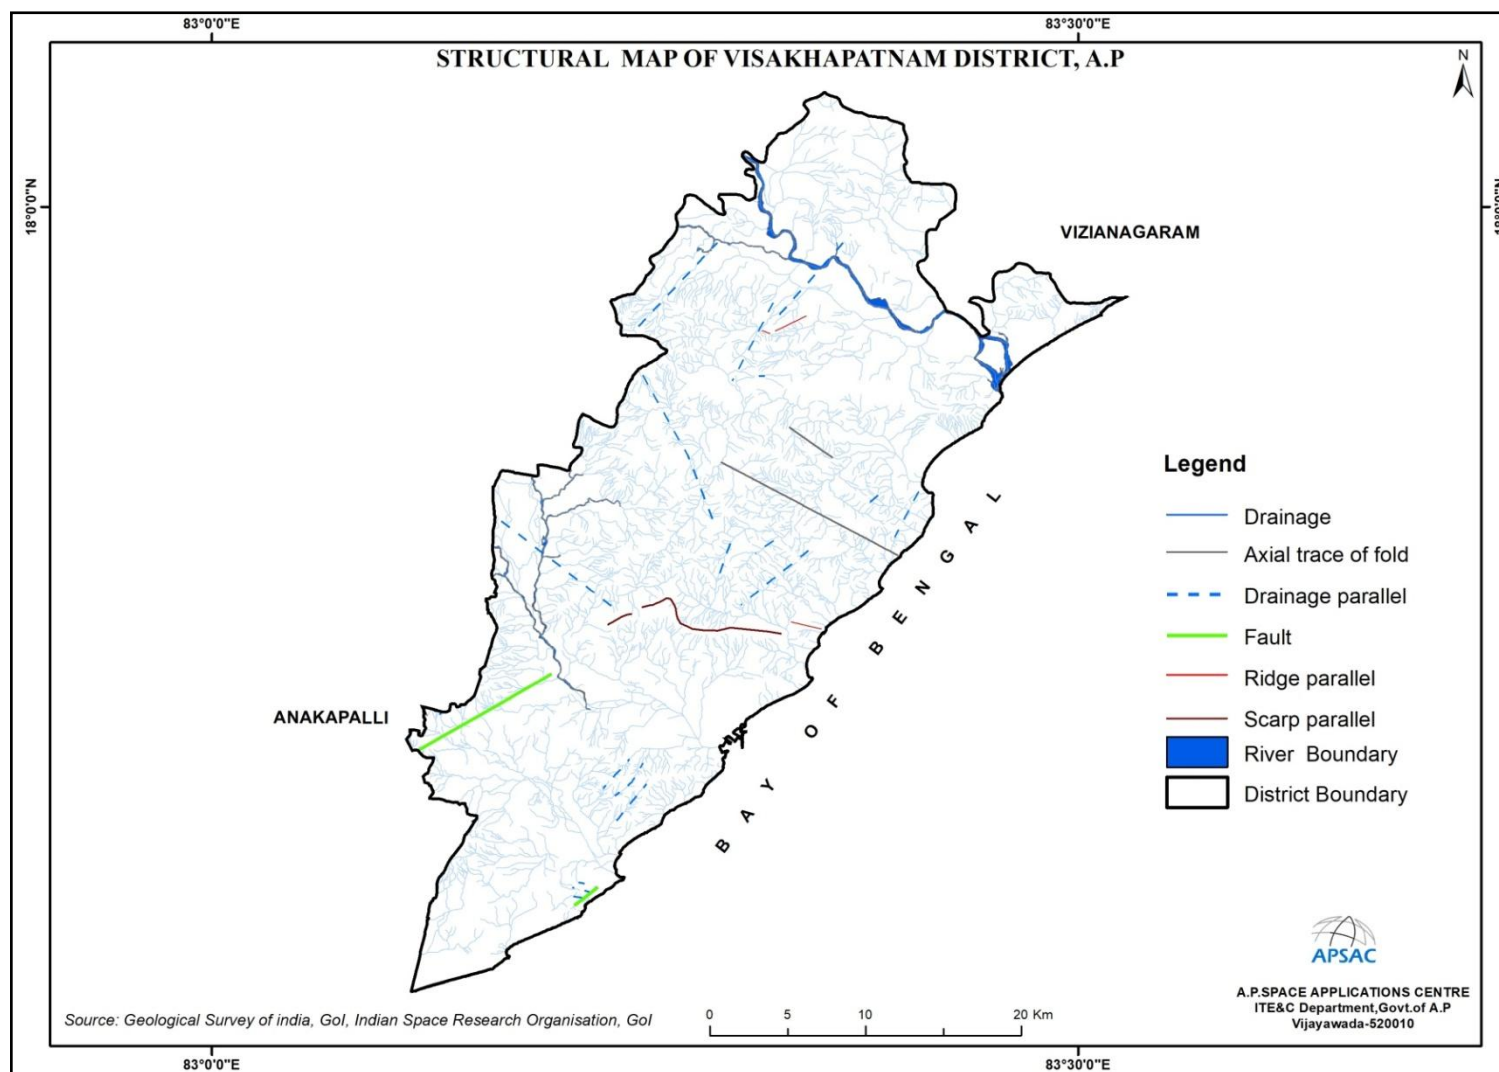 83°0'0"E 83°30'0"E
STRUCTURAL MAP OF VISAKHAPATNAM DISTRICT, A.P
N
18°0'0"N 18°0'0"N
VIZIANAGARAM
ANAKAPALLI
BAY OF BENGAL
Legend
Drainage
Axial trace of fold
Drainage parallel
Fault
Ridge parallel
Scarp parallel
River Boundary
District Boundary
APSAC
A.P.SPACE APPLICATIONS CENTRE
ITE&C Department,Govt.of A.P
Vijayawada-520010
Source: Geological Survey of india, GoI, Indian Space Research Organisation, GoI
0 5 10 20 Km
83°0'0"E 83°30'0"E